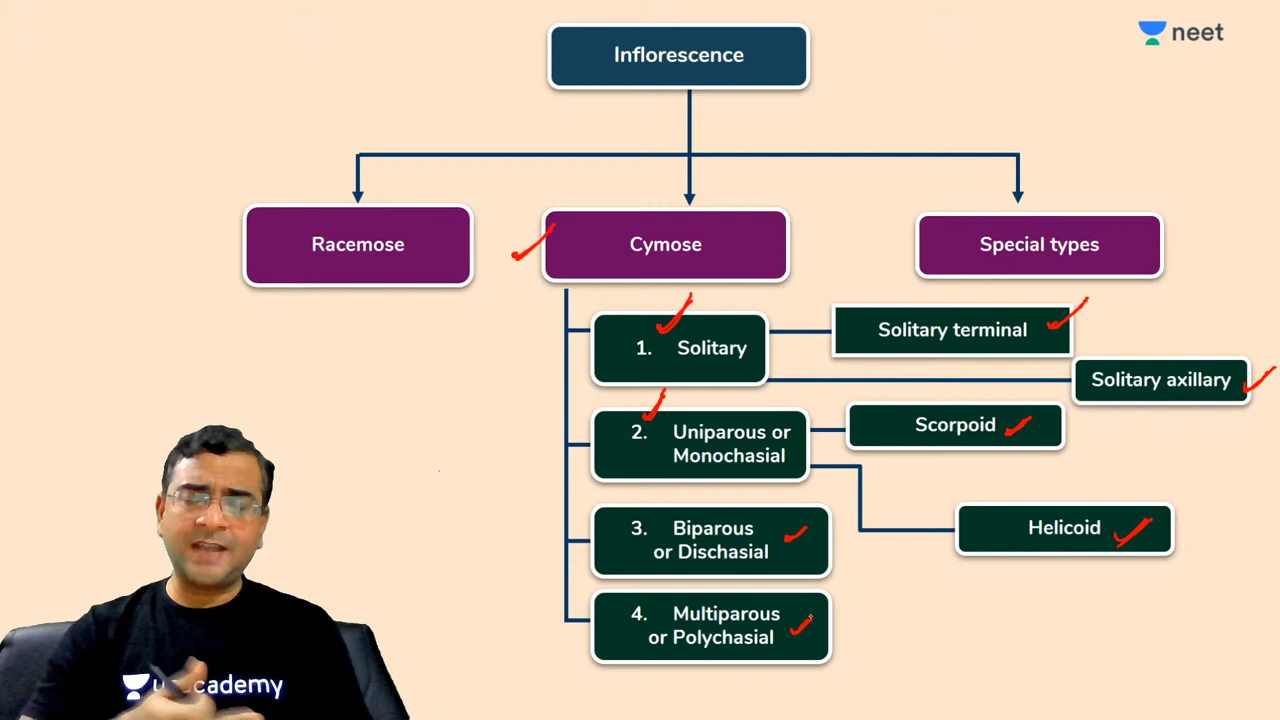 neet
Inflorescence
Racemose
Cymose
Special types
1. Solitary
Solitary terminal
Solitary axillary
2. Uniparous or
Monochasial
Scorpoid
Helicoid
3. Biparous
or Dischasial
4. Multiparous
or Polychasial